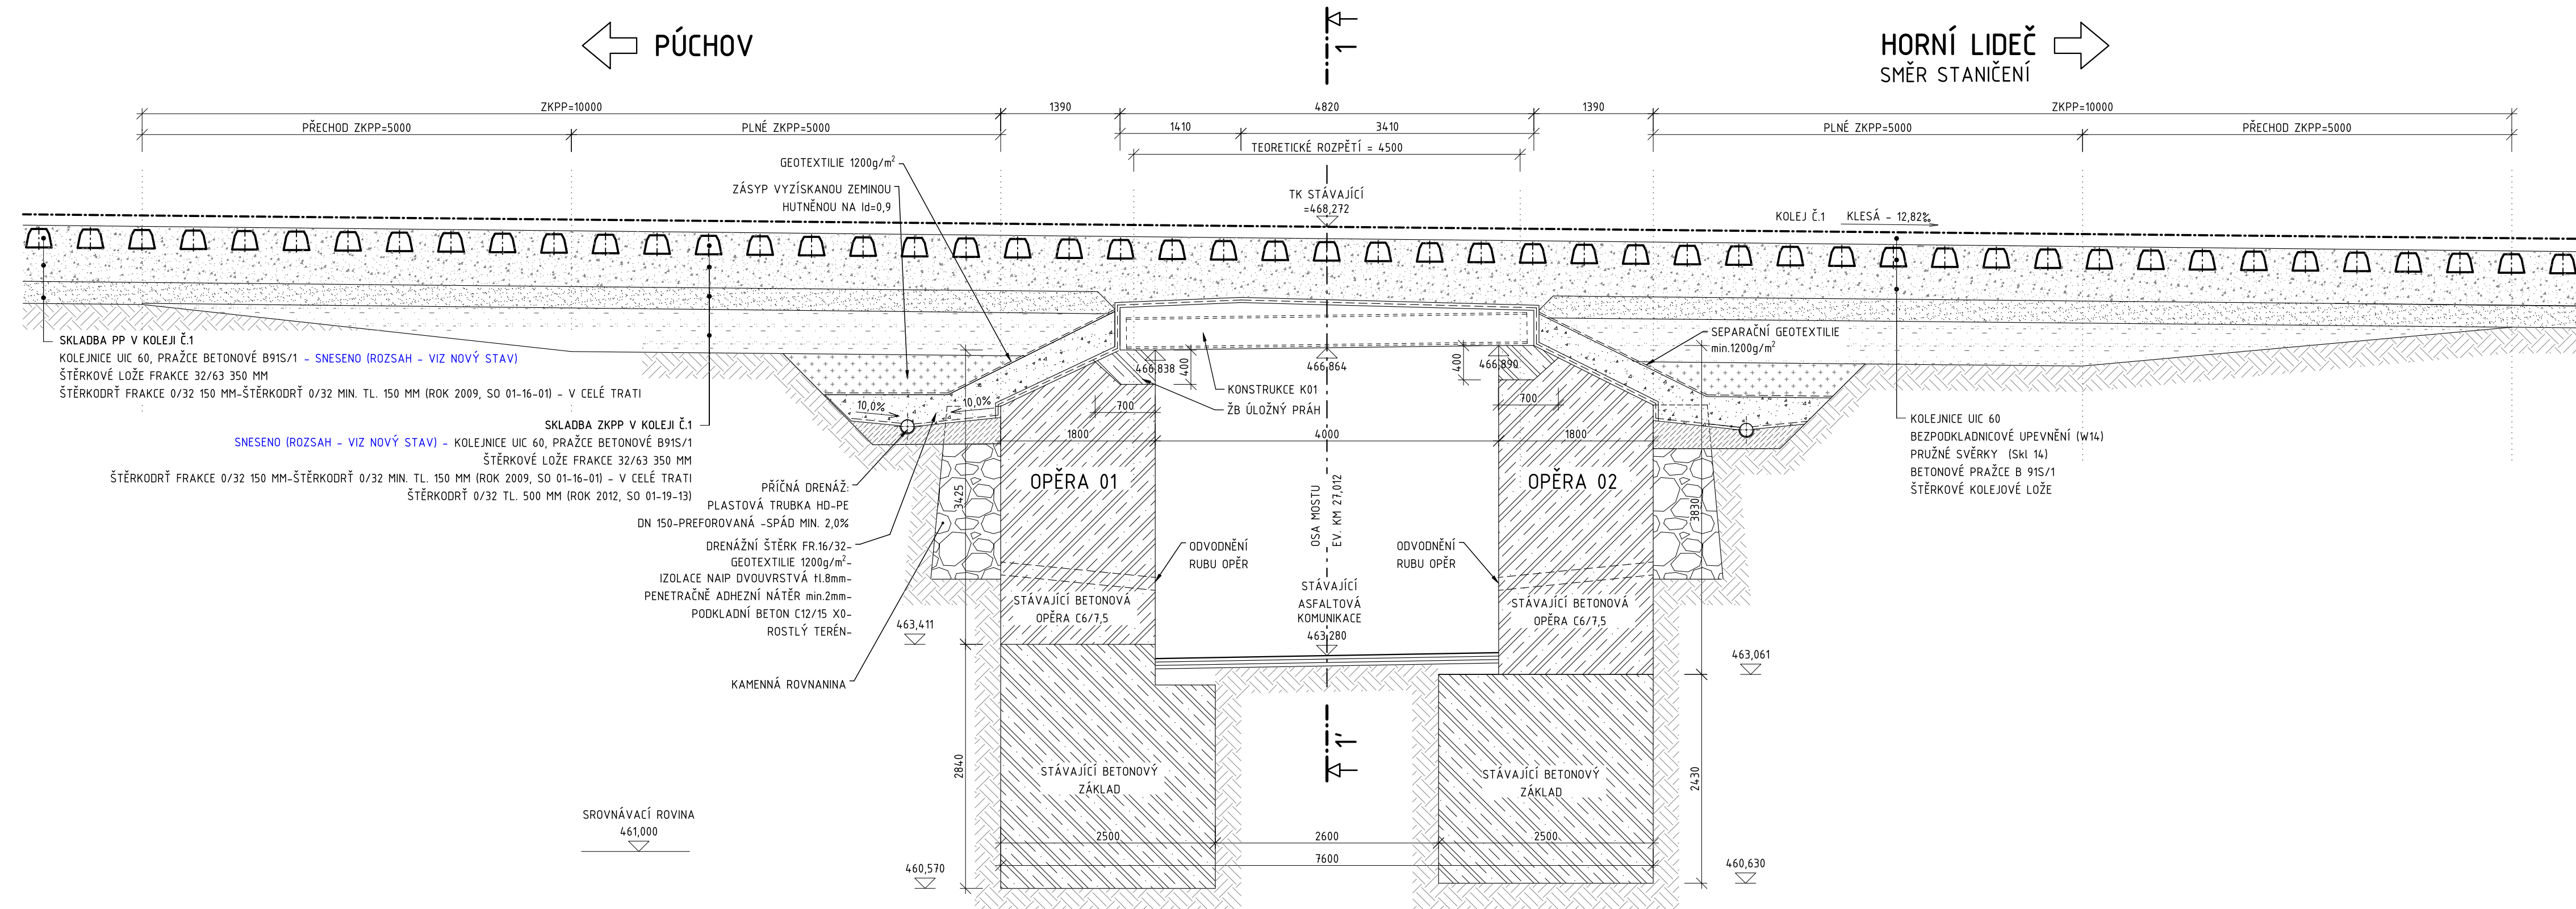 PÚCHOV
1
HORNÍ LIDEČ
SMĚR STANIČENÍ
ZKPP=10000
1390
4820
1390
ZKPP=10000
PŘECHOD ZKPP=5000
PLNÉ ZKPP=5000
1410
3410
PLNÉ ZKPP=5000
PŘECHOD ZKPP=5000
TEORETICKÉ ROZPĚTÍ = 4500
GEOTEXTILIE 1200g/m²
ZÁSYP VYZÍSKANOU ZEMINOU
HUTNĚNOU NA Id=0,9
TK STÁVAJÍCÍ
=468,272
KOLEJ Č.1 KLESÁ - 12,82‰
SKLADBA PP V KOLEJI Č.1
KOLEJNICE UIC 60, PRAŽCE BETONOVÉ B91S/1 - SNESENO (ROZSAH - VIZ NOVÝ STAV)
ŠTĚRKOVÉ LOŽE FRAKCE 32/63 350 MM
ŠTĚRKODRŤ FRAKCE 0/32 150 MM-ŠTĚRKODRŤ 0/32 MIN. TL. 150 MM (ROK 2009, SO 01-16-01) - V CELÉ TRATI
SKLADBA ZKPP V KOLEJI Č.1
SNESENO (ROZSAH - VIZ NOVÝ STAV) - KOLEJNICE UIC 60, PRAŽCE BETONOVÉ B91S/1
ŠTĚRKOVÉ LOŽE FRAKCE 32/63 350 MM
ŠTĚRKODRŤ FRAKCE 0/32 150 MM-ŠTĚRKODRŤ 0/32 MIN. TL. 150 MM (ROK 2009, SO 01-16-01) - V CELÉ TRATI
ŠTĚRKODRŤ 0/32 TL. 500 MM (ROK 2012, SO 01-19-13)
10,0%
10,0%
466,838
400
466,864
400
466,890
KONSTRUKCE K01
ŽB ÚLOŽNÝ PRÁH
700
700
SEPARAČNÍ GEOTEXTILIE
min.1200g/m²
1800
4000
1800
KOLEJNICE UIC 60
BEZPODKLADNICOVÉ UPEVNĚNÍ (W14)
PRUŽNÉ SVĚRKY (Skl 14)
BETONOVÉ PRAŽCE B 91S/1
ŠTĚRKOVÉ KOLEJOVÉ LOŽE
OPĚRA 01
OPĚRA 02
3425
3830
OSA MOSTU
EV. KM 27,012
PŘÍČNÁ DRENÁŽ:
PLASTOVÁ TRUBKA HD-PE
DN 150-PREFOROVANÁ -SPÁD MIN. 2,0%
DRENÁŽNÍ ŠTĚRK FR.16/32-
GEOTEXTILIE 1200g/m²-
IZOLACE NAIP DVOUVRSTVÁ tl.8mm-
PENETRAČNĚ ADHEZNÍ NÁTĚR min.2mm-
PODKLADNÍ BETON C12/15 X0-
ROSTLÝ TERÉN-
KAMENNÁ ROVNANINA
ODVODNĚNÍ
RUBU OPĚR
ODVODNĚNÍ
RUBU OPĚR
STÁVAJÍCÍ
ASFALTOVÁ
KOMUNIKACE
463,280
STÁVAJÍCÍ BETONOVÁ
OPĚRA C6/7,5
STÁVAJÍCÍ BETONOVÁ
OPĚRA C6/7,5
463,411
463,061
1'
2840
2430
STÁVAJÍCÍ BETONOVÝ
ZÁKLAD
STÁVAJÍCÍ BETONOVÝ
ZÁKLAD
SROVNÁVACÍ ROVINA
461,000
2500
2600
2500
7600
460,570
460,630